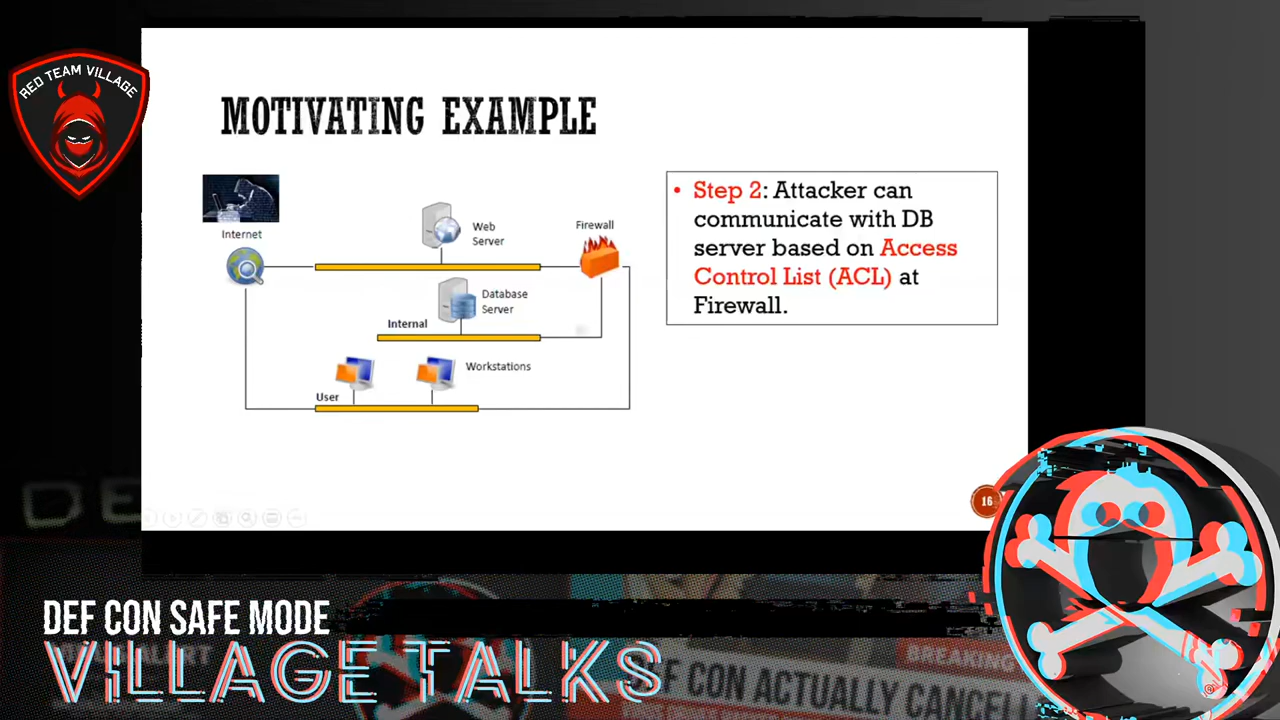 RED TEAM VILLAGE
MOTIVATING EXAMPLE
Internet
Web
Server
Firewall
Database
Server
Internal
Workstations
User
• Step 2: Attacker can
communicate with DB
server based on Access
Control List (ACL) at
Firewall.
16
DEF CON SAFE MODE
VILLAGE TALKS
BREAKING
DEF CON ACTUALLY CANCELL